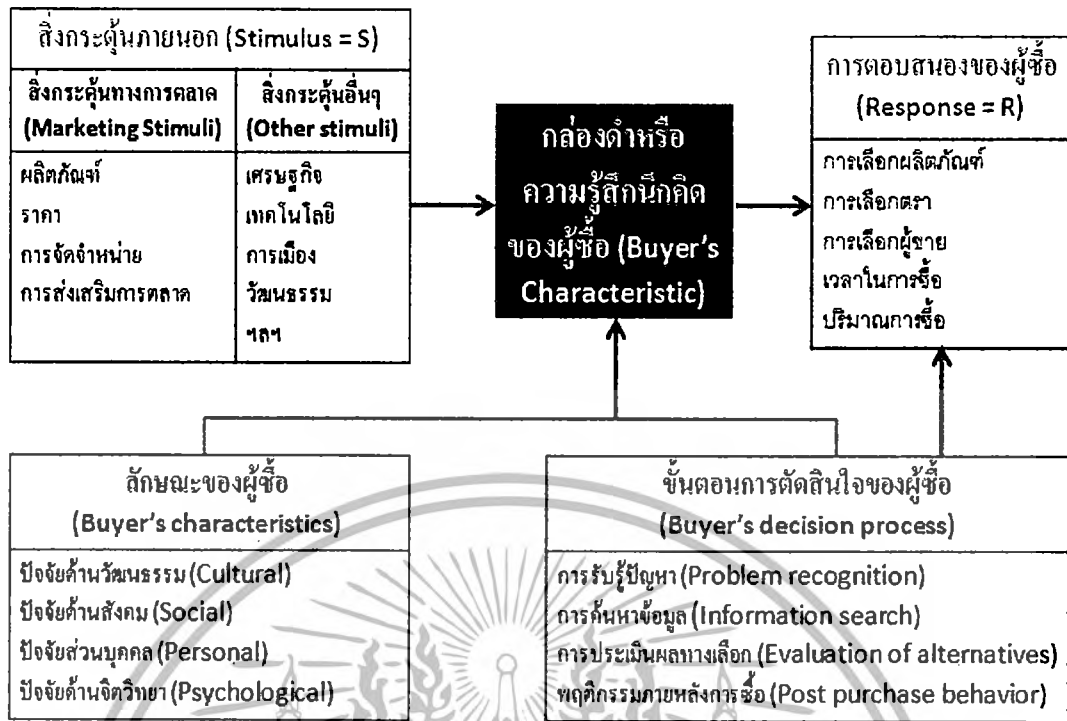 สิ่งกระตุ้นภายนอก (Stimulus = S)
สิ่งกระตุ้นทางการตลาด
(Marketing Stimuli)
ผลิตภัณฑ์
ราคา
การจัดจำหน่าย
การส่งเสริมการตลาด
สิ่งกระตุ้นอื่นๆ
(Other stimuli)
เศรษฐกิจ
เทคโนโลยี
การเมือง
วัฒนธรรม
ฯลฯ
กล่องดำหรือ
ความรู้สึกนึกคิด
ของผู้ซื้อ (Buyer's
Characteristic)
การตอบสนองของผู้ซื้อ
(Response = R)
การเลือกผลิตภัณฑ์
การเลือกตรา
การเลือกผู้ขาย
เวลาในการซื้อ
ปริมาณการซื้อ
ลักษณะของผู้ซื้อ
(Buyer's characteristics)
ปัจจัยด้านวัฒนธรรม (Cultural)
ปัจจัยด้านสังคม (Social)
ปัจจัยส่วนบุคคล (Personal)
ปัจจัยด้านจิตวิทยา (Psychological)
ขั้นตอนการตัดสินใจของผู้ซื้อ
(Buyer's decision process)
การรับรู้ปัญหา (Problem recognition)
การค้นหาข้อมูล (Information search)
การประเมินผลทางเลือก (Evaluation of alternatives)
พฤติกรรมภายหลังการซื้อ (Post purchase behavior)